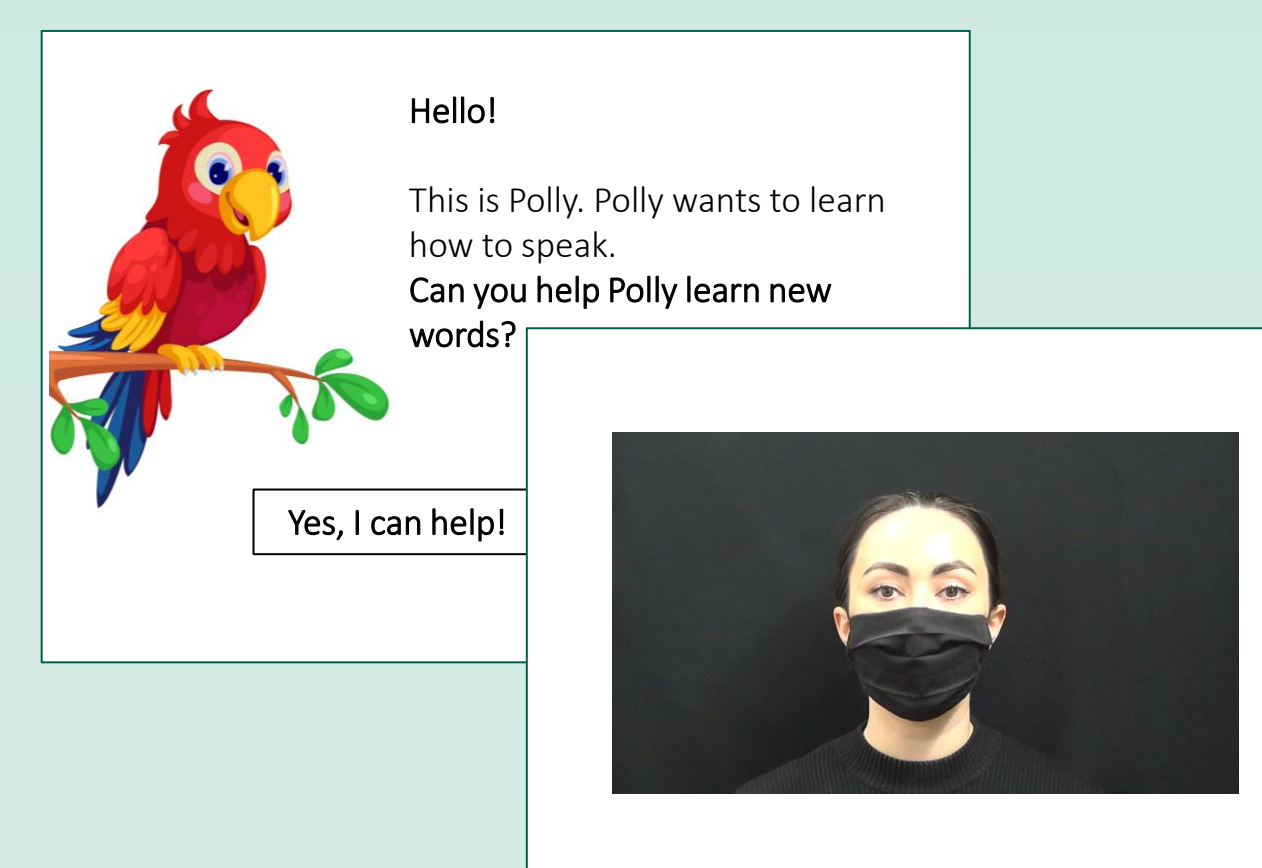 Hello!
This is Polly. Polly wants to learn
how to speak.
Can you help Polly learn new
words?
Yes, I can help!